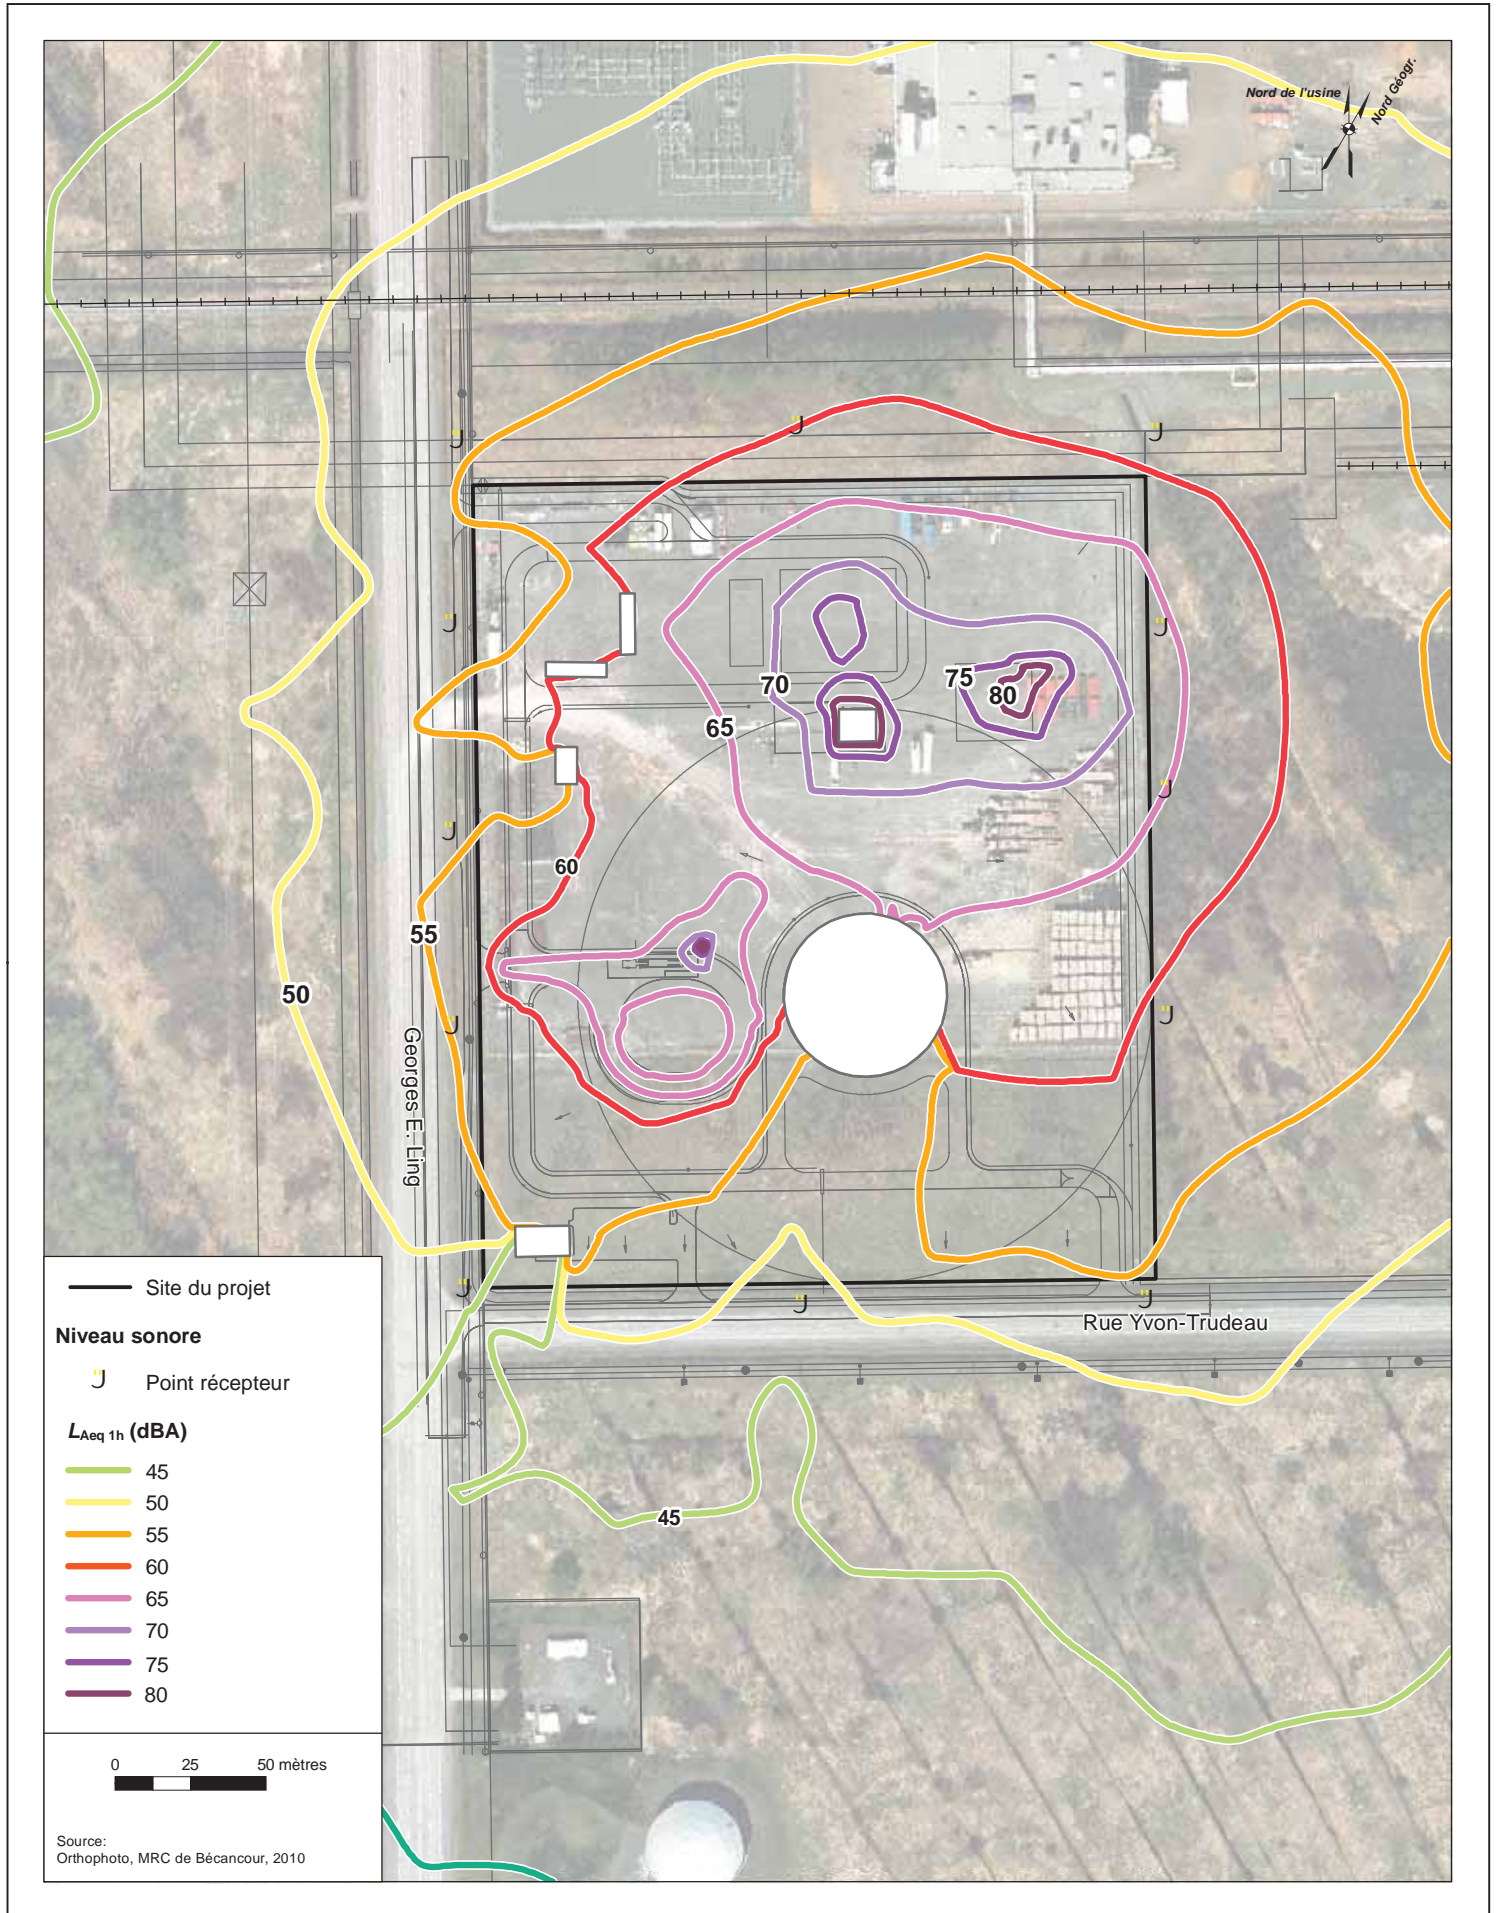 Nord de l'usine
Nord Géogr.
70
75
80
65
60
55
50
Georges E. Ling
Rue Yvon-Trudeau
45
Site du projet
Niveau sonore
Point récepteur
LAeq 1h (dBA)
45
50
55
60
65
70
75
80
0 25 50 mètres
Source:
Orthophoto, MRC de Bécancour, 2010